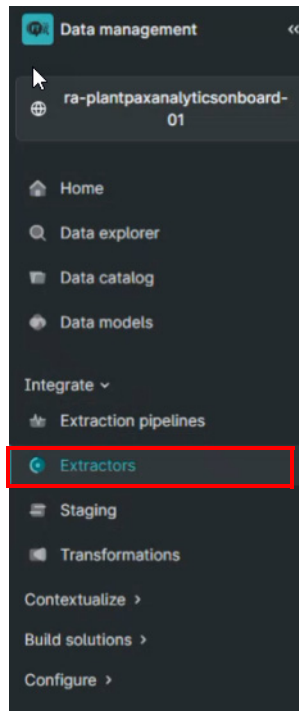 Data management
ra-plantpaxanalyticsonboard-
01
Home
Data explorer
Data catalog
Data models
Integrate
Extraction pipelines
Extractors
Staging
Transformations
Contextualize >
Build solutions >
Configure >